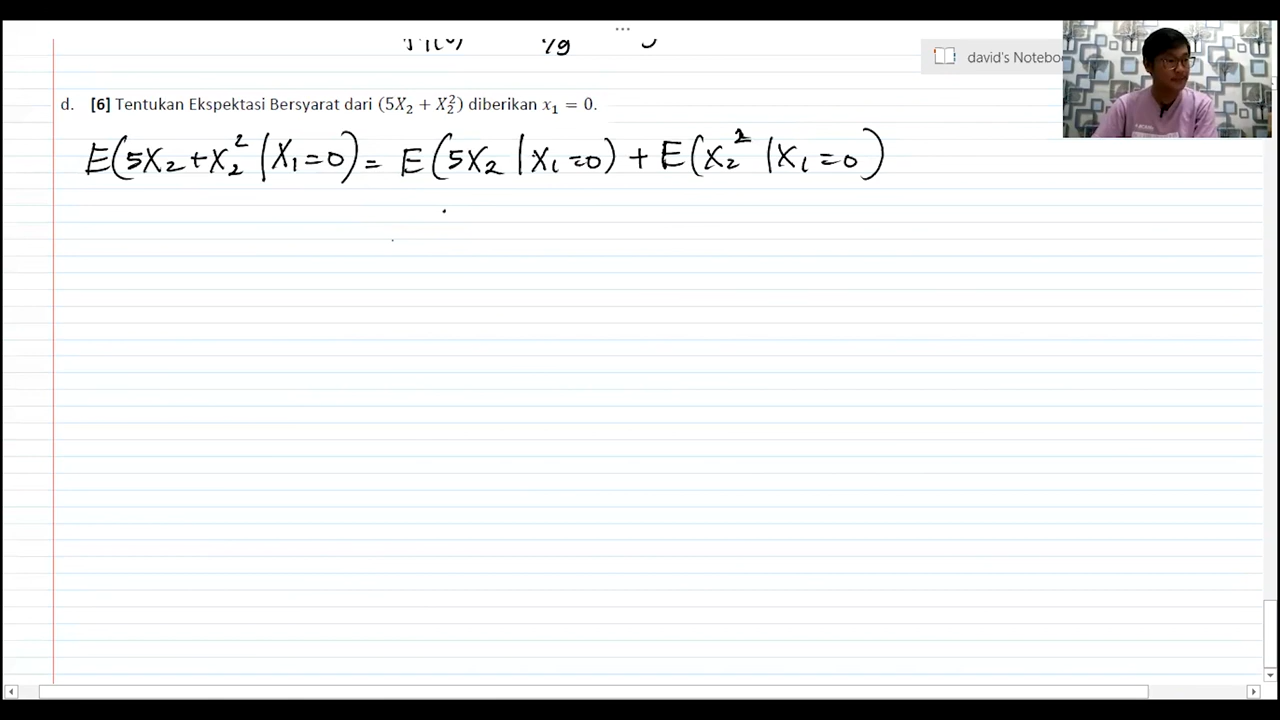 david's Notebo
d. [6] Tentukan Ekspektasi Bersyarat dari (5X₂ + X₂²) diberikan x₁ = 0.
E(5X₂ + X₂² | X₁ = 0) = E(5X₂ | X₁ = 0) + E(X₂² | X₁ = 0)